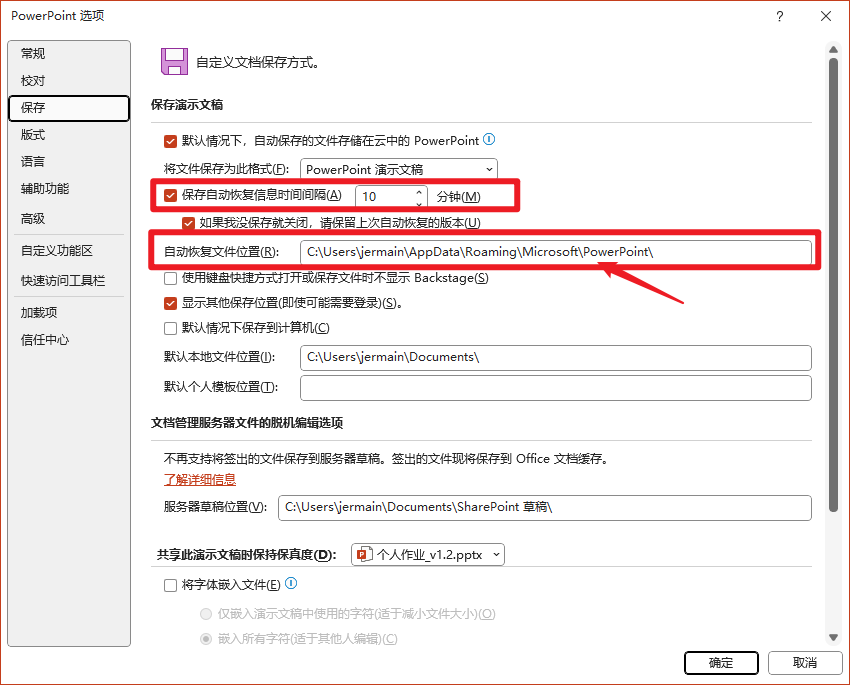 PowerPoint 选项
?
常规
校对
保存
版式
语言
辅助功能
高级
自定义功能区
快速访问工具栏
加载项
信任中心
自定义文档保存方式。
保存演示文稿
默认情况下，自动保存的文件存储在云中的 PowerPoint
将文件保存为此格式(F): PowerPoint 演示文稿
保存自动恢复信息时间间隔(A) 10 分钟(M)
如果我没保存就关闭，请保留上次自动恢复的版本(U)
自动恢复文件位置(R): C:\Users\jermain\AppData\Roaming\Microsoft\PowerPoint\
使用键盘快捷方式打开或保存文件时不显示 Backstage(S)
显示其他保存位置(即使可能需要登录)(S)。
默认情况下保存到计算机(C)
默认本地文件位置(I): C:\Users\jermain\Documents\
默认个人模板位置(T):
文档管理服务器文件的脱机编辑选项
不再支持将签出的文件保存到服务器草稿。签出的文件现将保存到 Office 文档缓存。
了解详细信息
服务器草稿位置(V): C:\Users\jermain\Documents\SharePoint 草稿\
共享此演示文稿时保持保真度(D): 个人作业_v1.2.pptx
将字体嵌入文件(E)
仅嵌入演示文稿中使用的字符(适于减小文件大小)(O)
嵌入所有字符(适于其他人编辑)(C)
确定
取消